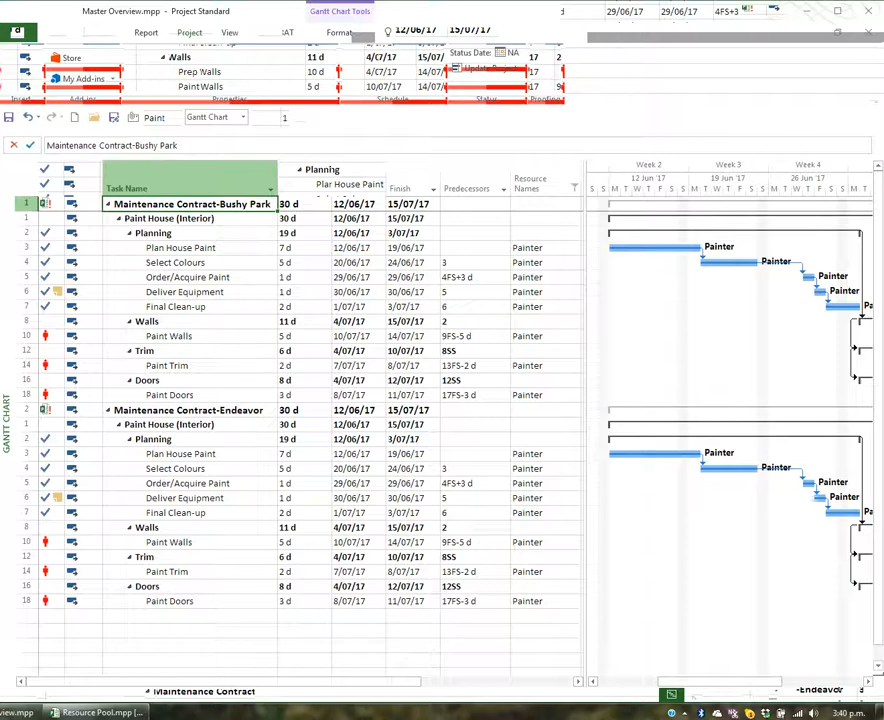 Master Overview.mpp - Project Standard
Gantt Chart Tools
29/06/17 29/06/17 4FS+3
Report Project View Format
12/06/17 15/07/17
Store
My Add-ins
Add-ins
Walls 11 d 15/07
Prep Walls 10 d 4/07/17 14/07
Paint Walls 5 d 10/07/17 14/07
Properties Schedule Status
Status Date: NA
17 2
17
17
Paint Gantt Chart 1
Maintenance Contract-Bushy Park
Planning
House Paint
Task Name Finish Predecessors Resource Names
Week 2 Week 3 Week 4
12 Jun '17 19 Jun '17 26 Jun '17
S S M T W T F S S M T W T F S S M T W T F S S M T
1 Maintenance Contract-Bushy Park 30 d 12/06/17 15/07/17
1 Paint House (Interior) 30 d 12/06/17 15/07/17
2 Planning 19 d 12/06/17 3/07/17
3 Plan House Paint 7 d 12/06/17 19/06/17 Painter Painter
4 Select Colours 5 d 20/06/17 24/06/17 3 Painter Painter
5 Order/Acquire Paint 1 d 29/06/17 29/06/17 4FS+3 d Painter Painter
6 Deliver Equipment 1 d 30/06/17 30/06/17 5 Painter Painter
7 Final Clean-up 2 d 1/07/17 3/07/17 6 Painter Pa
8 Walls 11 d 4/07/17 15/07/17 2
10 Paint Walls 5 d 10/07/17 14/07/17 9FS-5 d Painter
12 Trim 6 d 4/07/17 10/07/17 8SS
14 Paint Trim 2 d 7/07/17 8/07/17 13FS-2 d Painter
16 Doors 8 d 4/07/17 12/07/17 12SS
18 Paint Doors 3 d 8/07/17 11/07/17 17FS-3 d Painter
2 Maintenance Contract-Endeavor 30 d 12/06/17 15/07/17
1 Paint House (Interior) 30 d 12/06/17 15/07/17
2 Planning 19 d 12/06/17 3/07/17
3 Plan House Paint 7 d 12/06/17 19/06/17 Painter Painter
4 Select Colours 5 d 20/06/17 24/06/17 3 Painter Painter
5 Order/Acquire Paint 1 d 29/06/17 29/06/17 4FS+3 d Painter Painter
6 Deliver Equipment 1 d 30/06/17 30/06/17 5 Painter Painter
7 Final Clean-up 2 d 1/07/17 3/07/17 6 Painter Pa
8 Walls 11 d 4/07/17 15/07/17 2
10 Paint Walls 5 d 10/07/17 14/07/17 9FS-5 d Painter
12 Trim 6 d 4/07/17 10/07/17 8SS
14 Paint Trim 2 d 7/07/17 8/07/17 13FS-2 d Painter
16 Doors 8 d 4/07/17 12/07/17 12SS
18 Paint Doors 3 d 8/07/17 11/07/17 17FS-3 d Painter
GANTT CHART
Maintenance Contract -Endeavor
view.mpp Resource Pool.mpp [... 3:40 p.m.